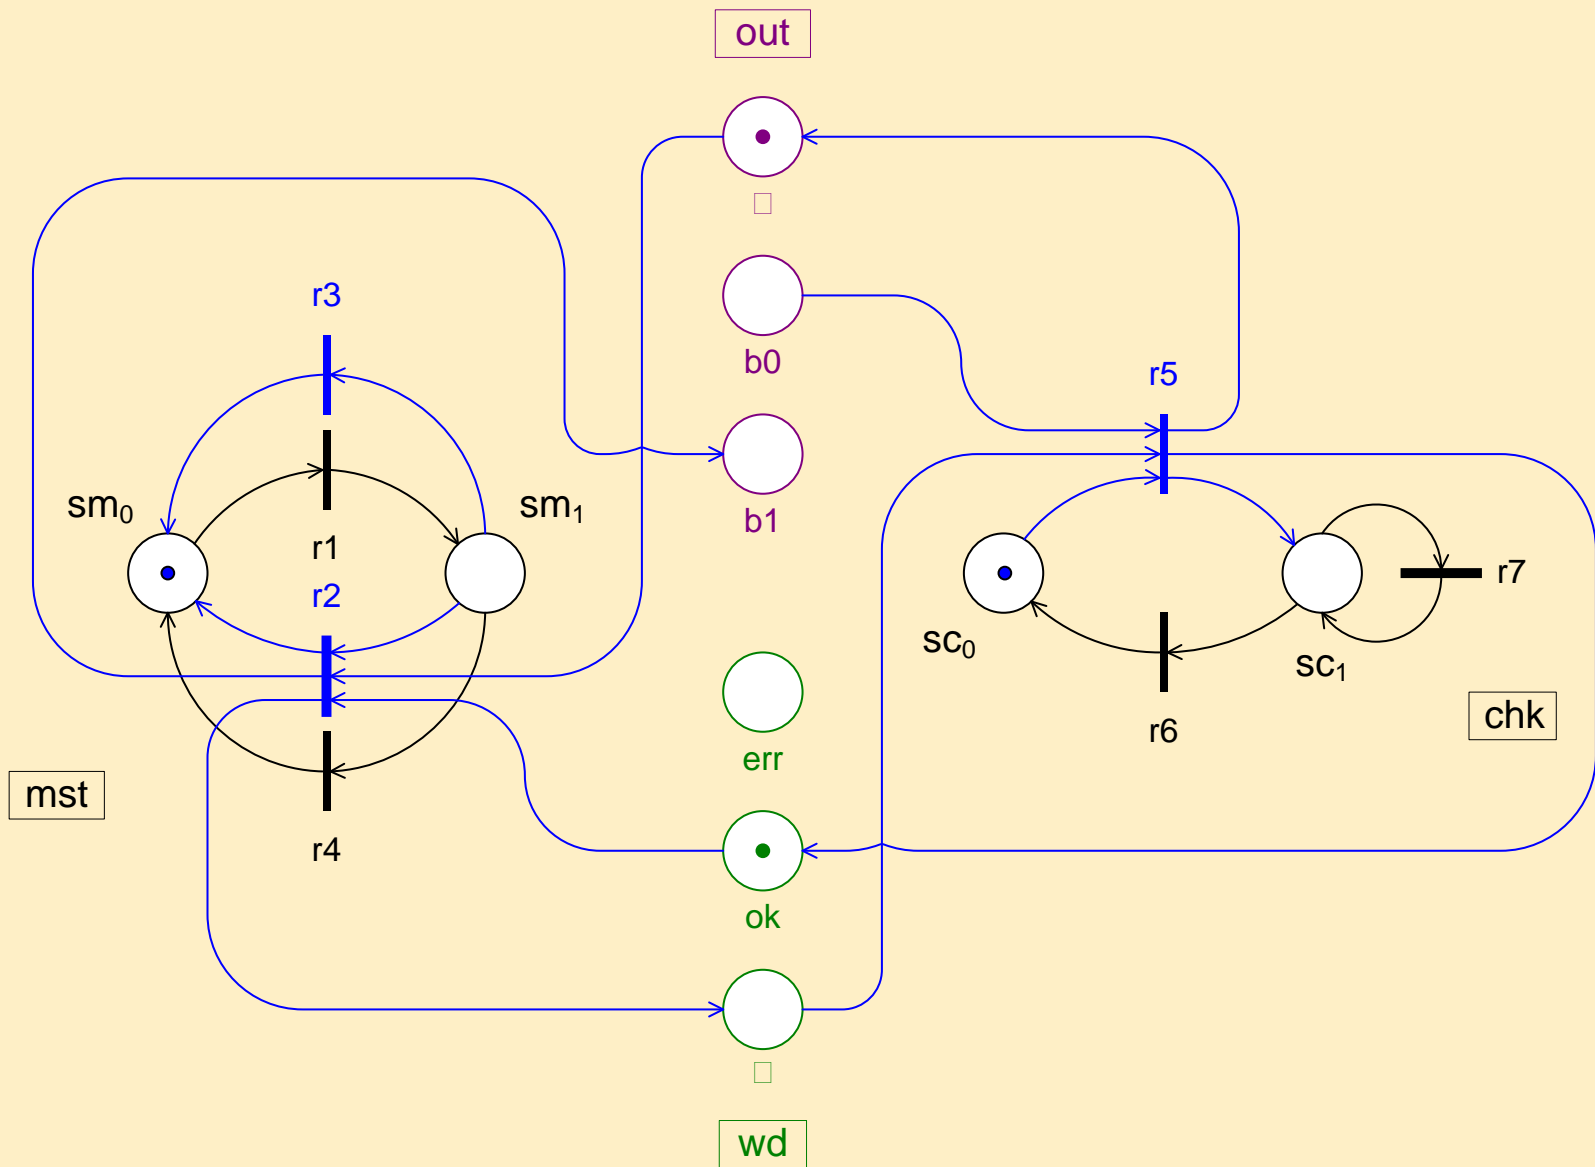 out
□
b0
b1
r3
r1
r2
r4
sm₀
sm₁
mst
err
ok
□
wd
r5
r7
r6
sc₀
sc₁
chk